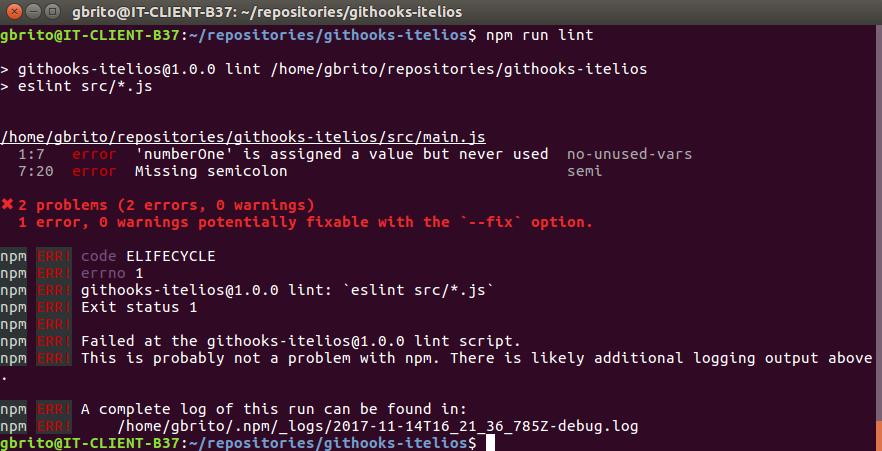 gbrito@IT-CLIENT-B37: ~/repositories/githooks-itelios
gbrito@IT-CLIENT-B37:~/repositories/githooks-itelios$ npm run lint
> githooks-itelios@1.0.0 lint /home/gbrito/repositories/githooks-itelios
> eslint src/*.js
/home/gbrito/repositories/githooks-itelios/src/main.js
1:7 error 'numberOne' is assigned a value but never used no-unused-vars
7:20 error Missing semicolon semi
✖ 2 problems (2 errors, 0 warnings)
1 error, 0 warnings potentially fixable with the `--fix` option.
npm ERR! code ELIFECYCLE
npm ERR! errno 1
npm ERR! githooks-itelios@1.0.0 lint: `eslint src/*.js`
npm ERR! Exit status 1
npm ERR!
npm ERR! Failed at the githooks-itelios@1.0.0 lint script.
npm ERR! This is probably not a problem with npm. There is likely additional logging output above
.
npm ERR! A complete log of this run can be found in:
npm ERR! /home/gbrito/.npm/_logs/2017-11-14T16_21_36_785Z-debug.log
gbrito@IT-CLIENT-B37:~/repositories/githooks-itelios$